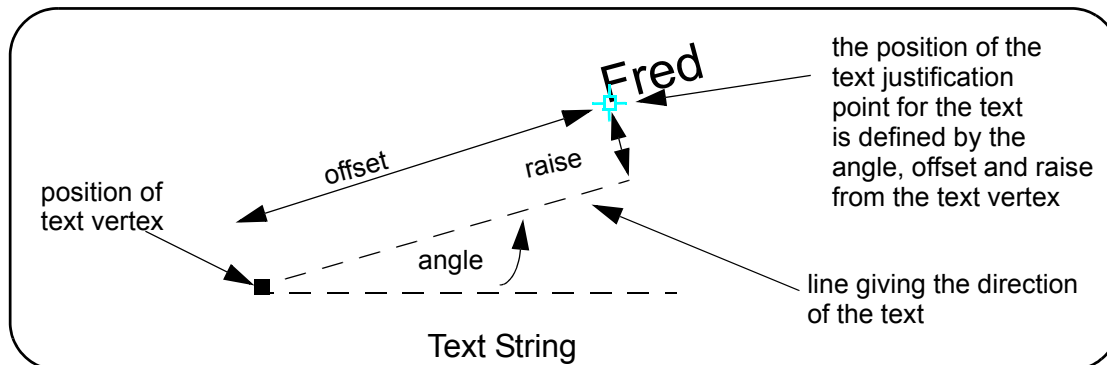 Fred
the position of the
text justification
point for the text
is defined by the
angle, offset and raise
from the text vertex
offset
raise
position of
text vertex
angle
line giving the direction
of the text
Text String